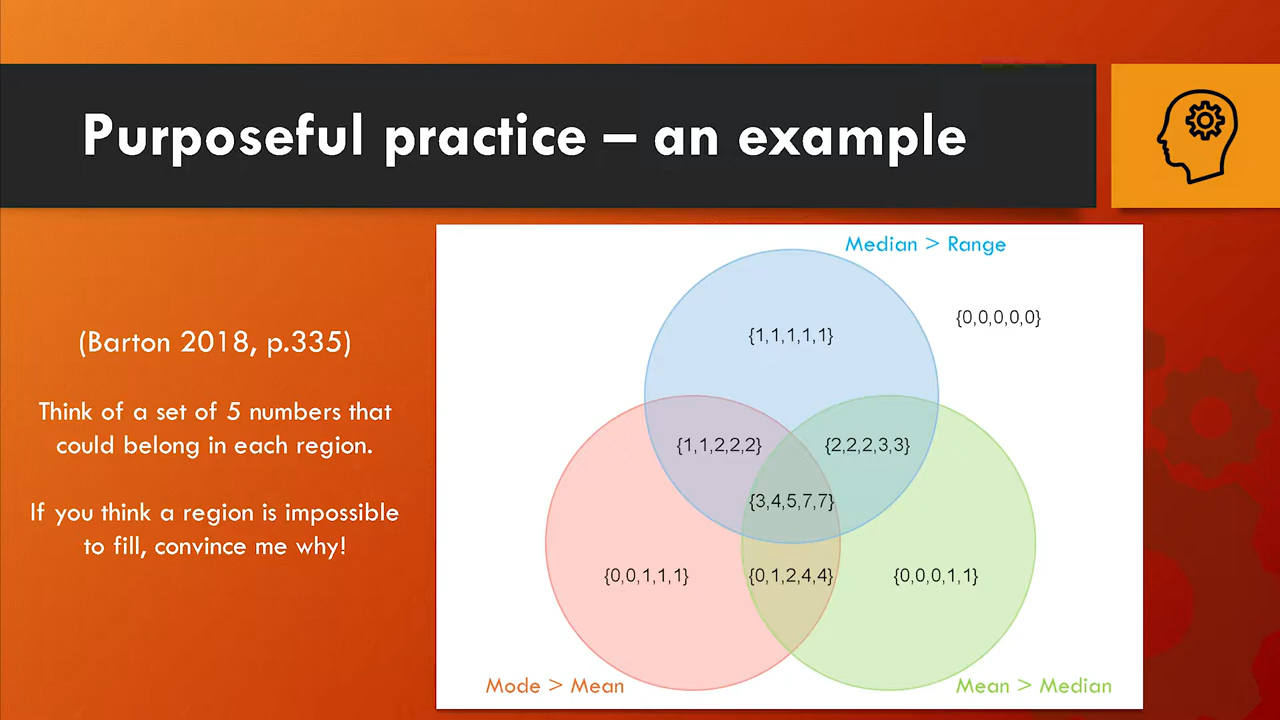 Purposeful practice – an example
(Barton 2018, p.335)
Think of a set of 5 numbers that
could belong in each region.
If you think a region is impossible
to fill, convince me why!
Median > Range
{0,0,0,0,0}
{1,1,1,1,1}
{1,1,2,2,2}
{2,2,2,3,3}
{3,4,5,7,7}
{0,0,1,1,1}
{0,1,2,4,4}
{0,0,0,1,1}
Mode > Mean
Mean > Median